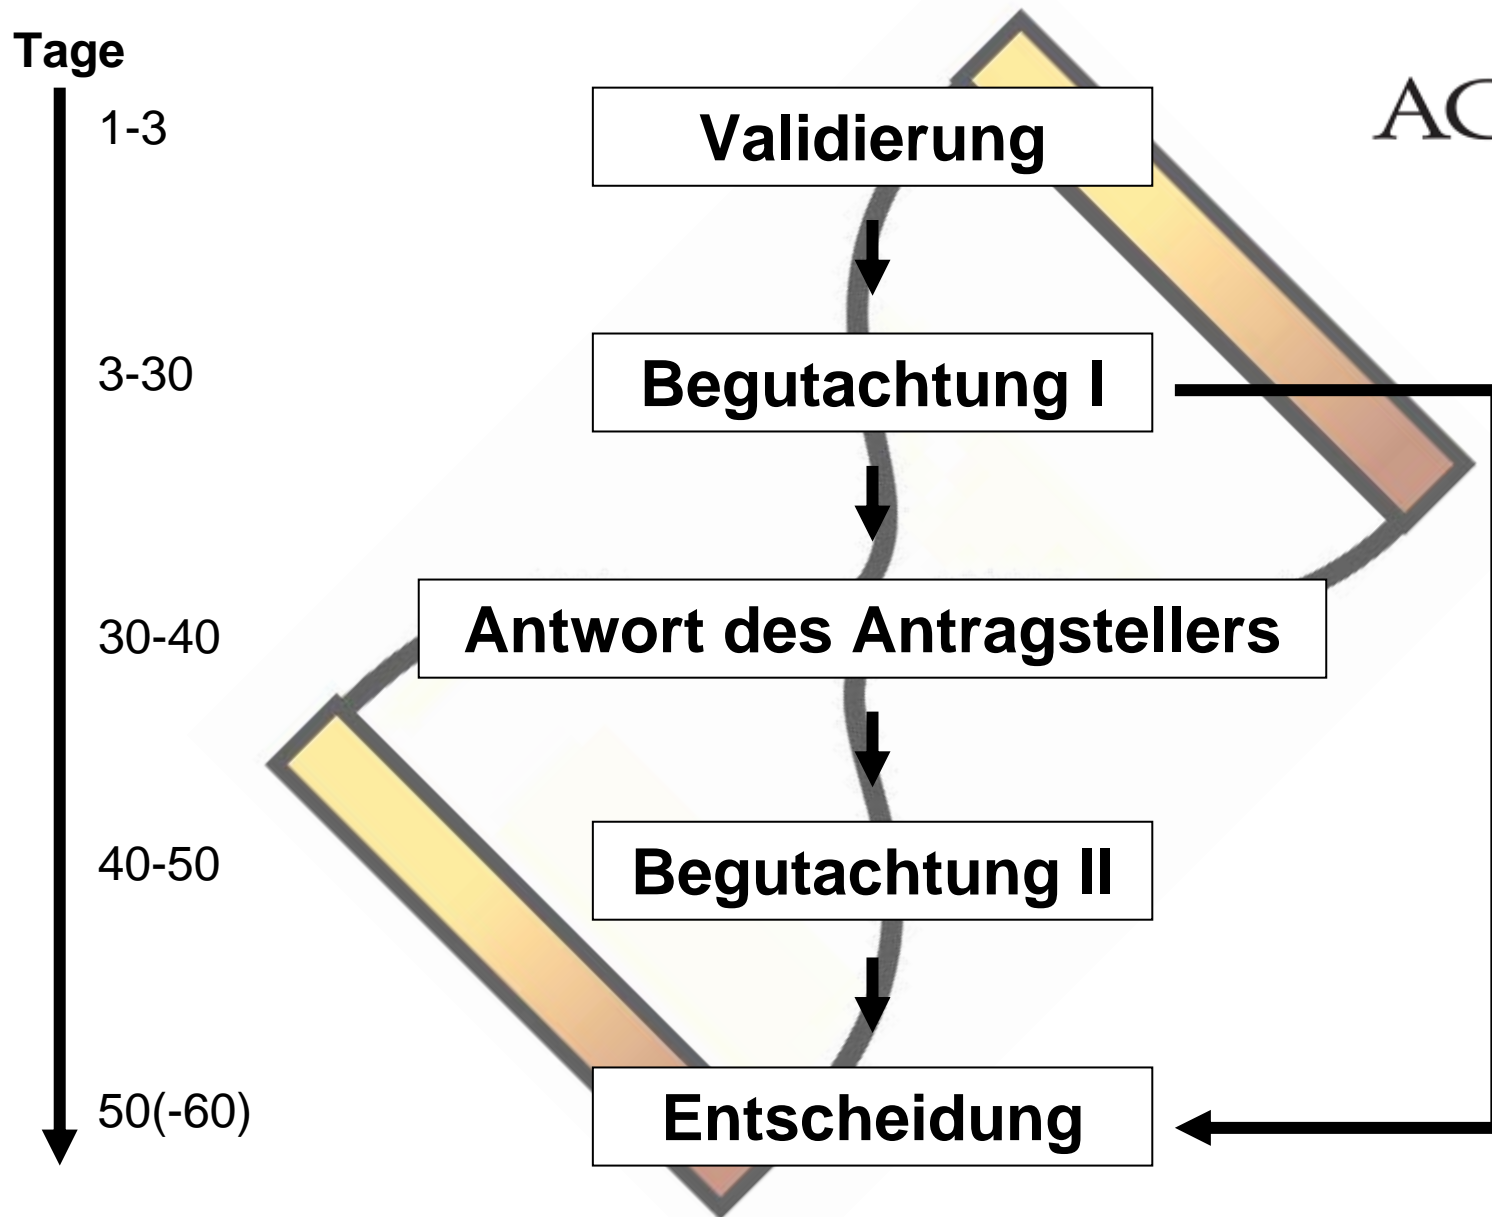 Tage
1-3
Validierung
3-30
Begutachtung I
30-40
Antwort des Antragstellers
40-50
Begutachtung II
50(-60)
Entscheidung